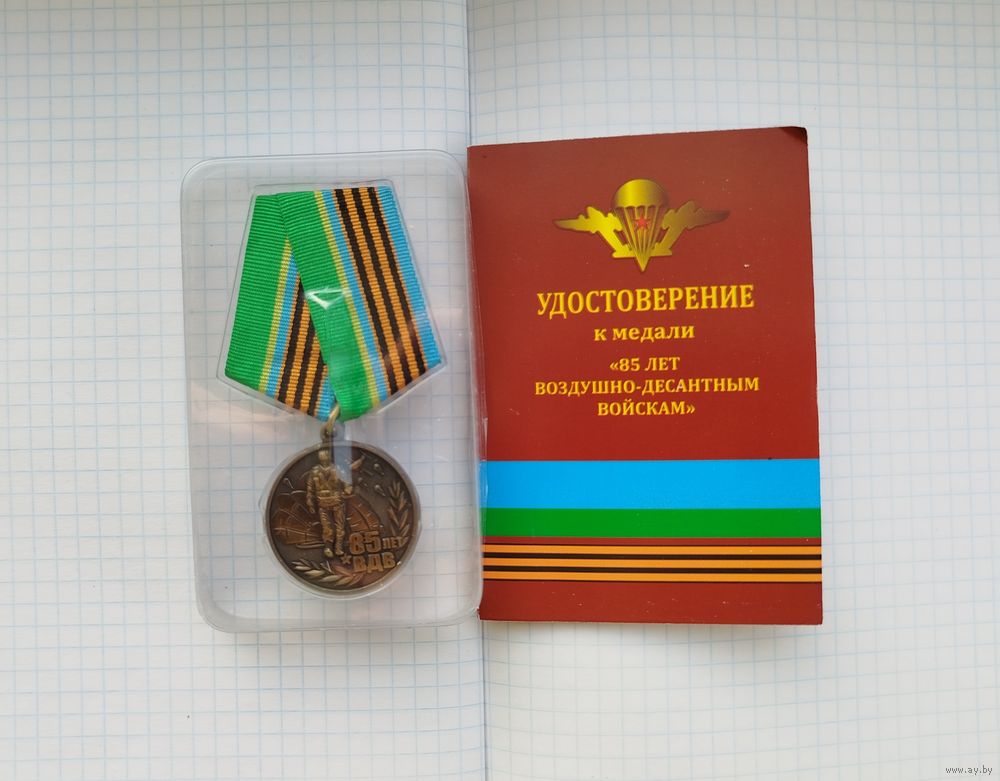 85 ЛЕТ
ВДВ
УДОСТОВЕРЕНИЕ
к медали
«85 ЛЕТ
ВОЗДУШНО-ДЕСАНТНЫМ
ВОЙСКАМ»
www.ay.by